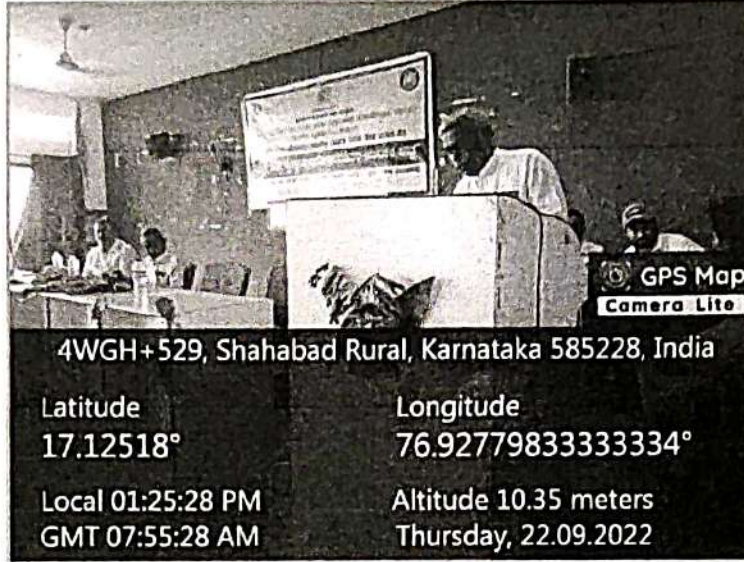 GPS Map
Camera Lite
4WGH+529, Shahabad Rural, Karnataka 585228, India
Latitude
17.12518°
Longitude
76.92779833333334°
Local 01:25:28 PM
GMT 07:55:28 AM
Altitude 10.35 meters
Thursday, 22.09.2022